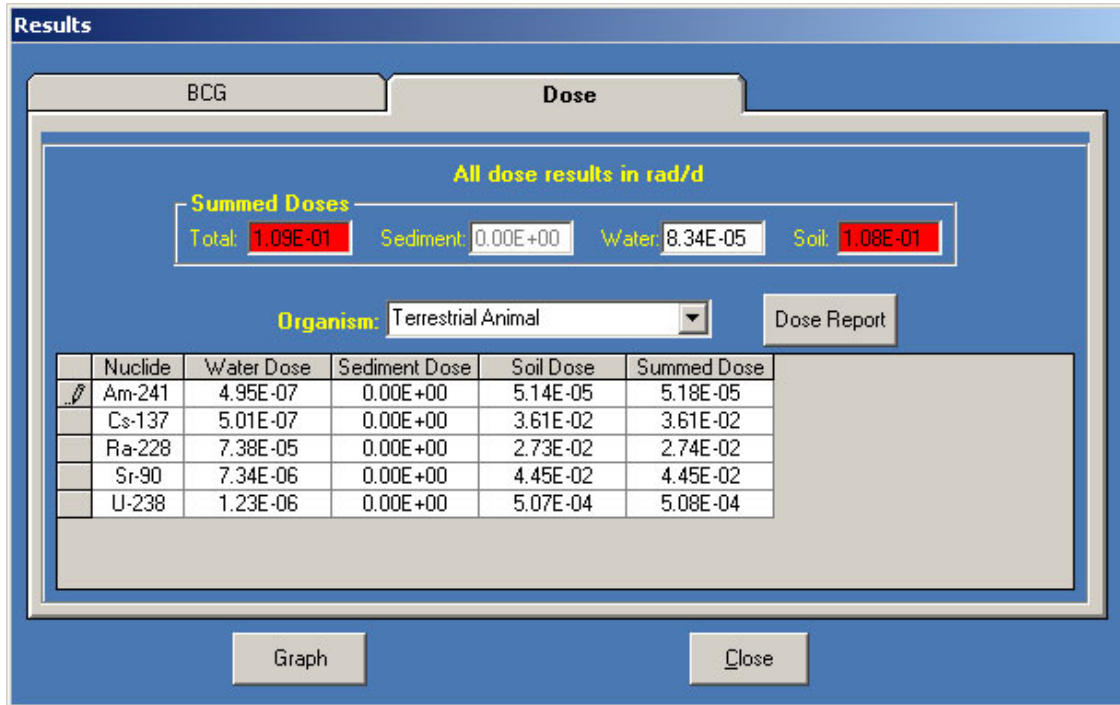 Results
BCG Dose
All dose results in rad/d
Summed Doses
Total: 1.09E-01 Sediment: 0.00E+00 Water: 8.34E-05 Soil: 1.08E-01
Organism: Terrestrial Animal Dose Report
Nuclide Water Dose Sediment Dose Soil Dose Summed Dose
Am-241 4.95E-07 0.00E+00 5.14E-05 5.18E-05
Cs-137 5.01E-07 0.00E+00 3.61E-02 3.61E-02
Ra-228 7.38E-05 0.00E+00 2.73E-02 2.74E-02
Sr-90 7.34E-06 0.00E+00 4.45E-02 4.45E-02
U-238 1.23E-06 0.00E+00 5.07E-04 5.08E-04
Graph Close